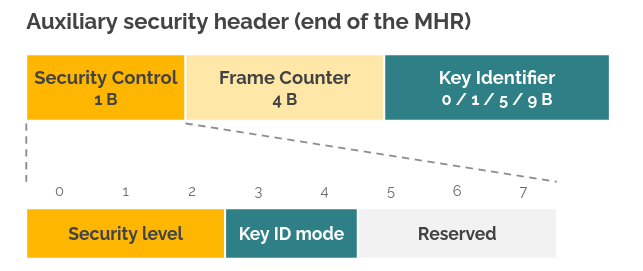 Auxiliary security header (end of the MHR)
Security Control
1 B
Frame Counter
4 B
Key Identifier
0 / 1 / 5 / 9 B
0 1 2 3 4 5 6 7
Security level
Key ID mode
Reserved